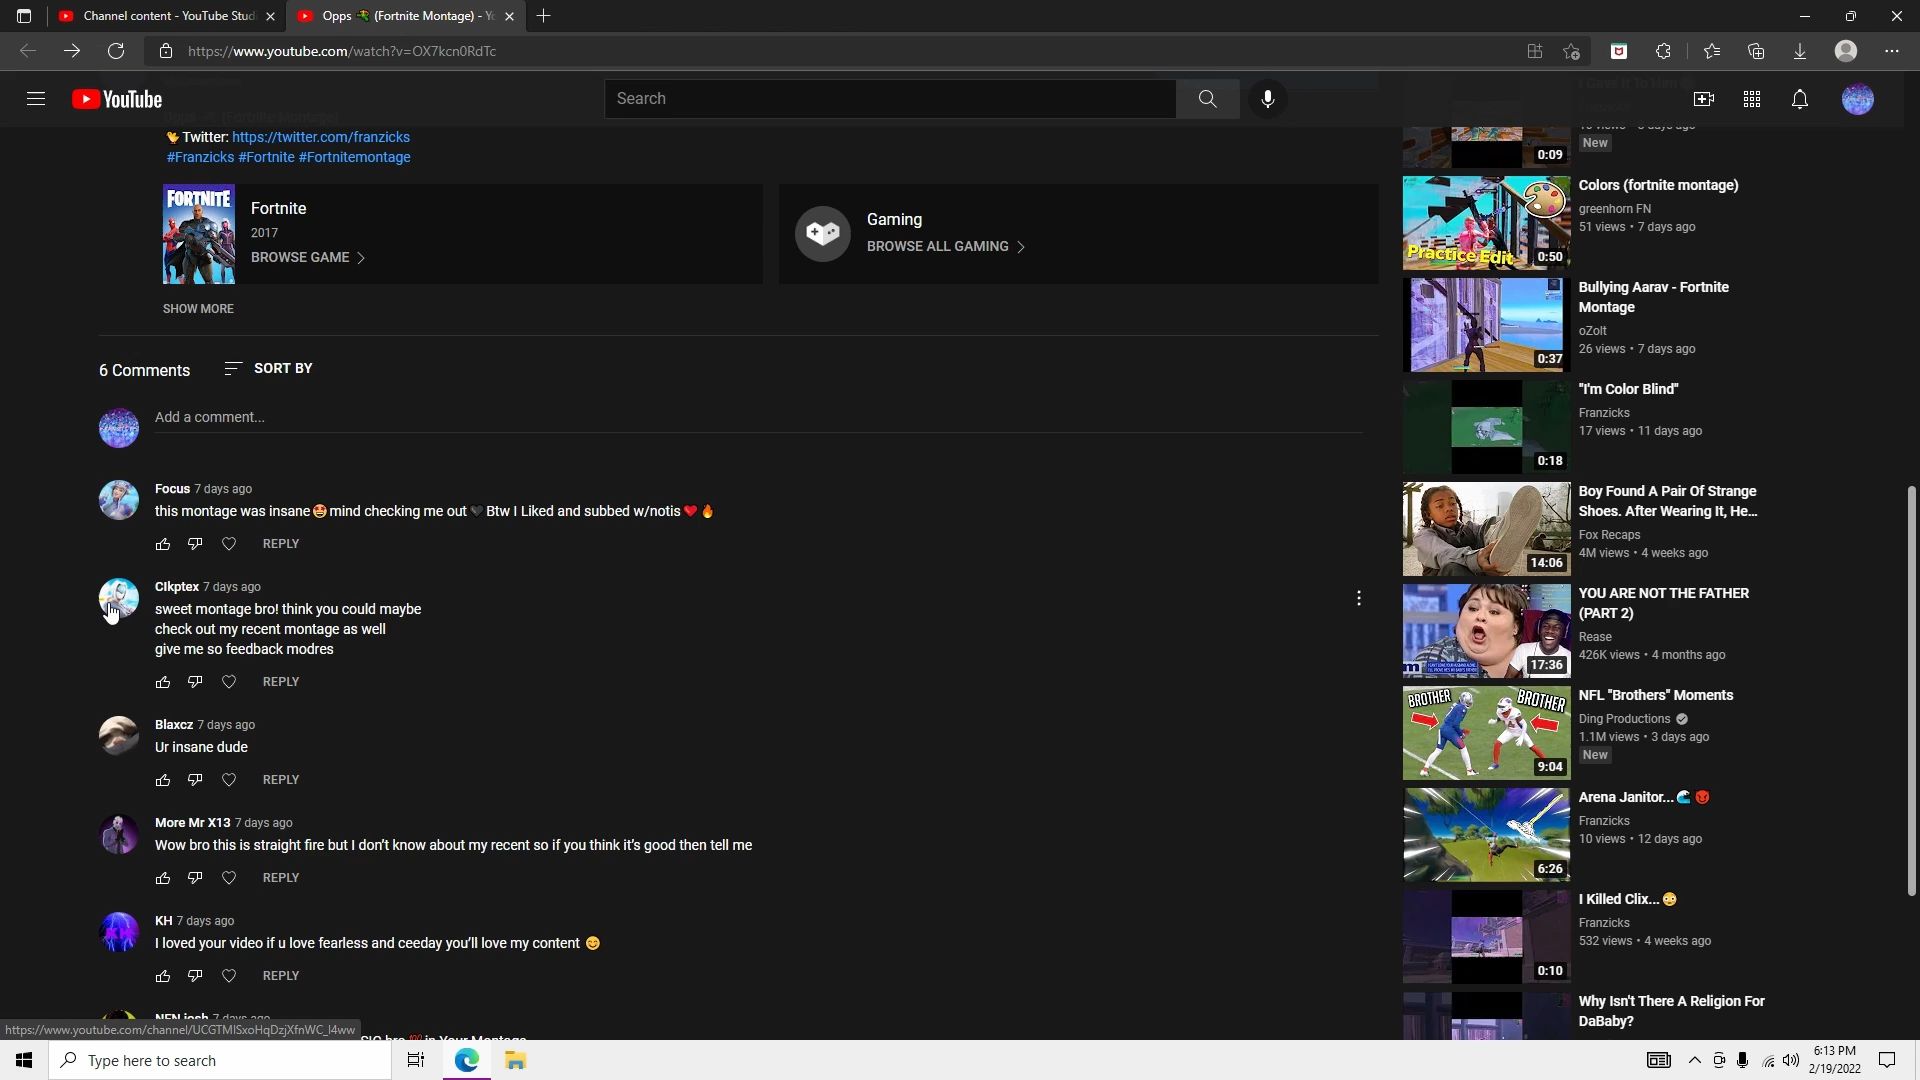 Channel content - YouTube Stud
Opps (Fortnite Montage) - Yo
https://www.youtube.com/watch?v=OX7kcn0RdTc
YouTube
Search
🐤 Twitter: https://twitter.com/franzicks
#Franzicks #Fortnite #Fortnitemontage
FORTNITE
Fortnite
2017
BROWSE GAME
Gaming
BROWSE ALL GAMING
SHOW MORE
6 Comments
SORT BY
Add a comment...
Focus 7 days ago
this montage was insane🤩mind checking me out🖤 Btw I Liked and subbed w/notis❤️🔥
REPLY
Clkptex 7 days ago
sweet montage bro! think you could maybe
check out my recent montage as well
give me so feedback modres
REPLY
Blaxcz 7 days ago
Ur insane dude
REPLY
More Mr X13 7 days ago
Wow bro this is straight fire but I don't know about my recent so if you think it's good then tell me
REPLY
KH 7 days ago
I loved your video if u love fearless and ceeday you'll love my content 😊
REPLY
https://www.youtube.com/channel/UCGTMISxoHqDzjXfnWC_l4ww
0:09
New
Practice Edit
0:50
Colors (fortnite montage)
greenhorn FN
51 views • 7 days ago
0:37
Bullying Aarav - Fortnite
Montage
oZolt
26 views • 7 days ago
0:18
"I'm Color Blind"
Franzicks
17 views • 11 days ago
14:06
Boy Found A Pair Of Strange
Shoes. After Wearing It, He...
Fox Recaps
4M views • 4 weeks ago
17:36
YOU ARE NOT THE FATHER
(PART 2)
Rease
426K views • 4 months ago
BROTHER
BROTHER
9:04
NFL "Brothers" Moments
Ding Productions
1.1M views • 3 days ago
New
6:26
Arena Janitor...🌊😈
Franzicks
10 views • 12 days ago
0:10
I Killed Clix...😳
Franzicks
532 views • 4 weeks ago
Why Isn't There A Religion For
DaBaby?
Type here to search
6:13 PM
2/19/2022